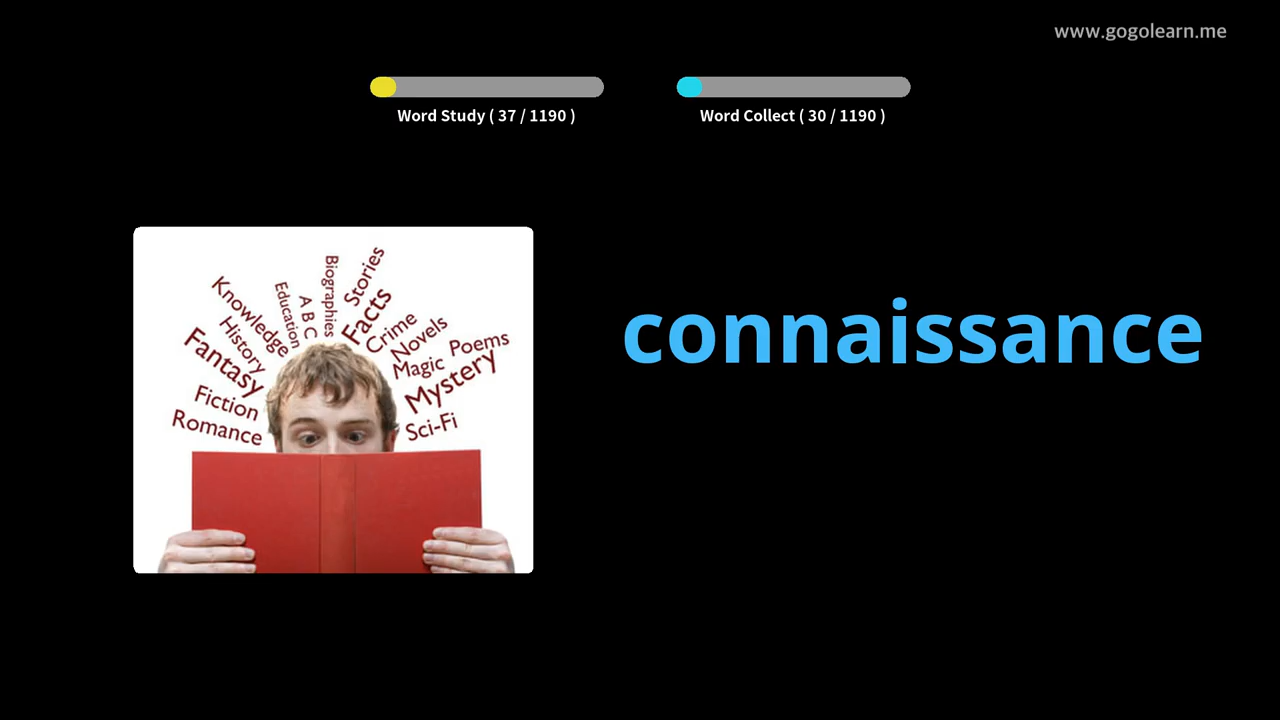 www.gogolearn.me
Word Study ( 37 / 1190 )
Word Collect ( 30 / 1190 )
Knowledge
Education
A B C
Biographies
Stories
Facts
Crime
Novels
Poems
History
Fantasy
Magic
Mystery
Fiction
Romance
Sci-Fi
connaissance